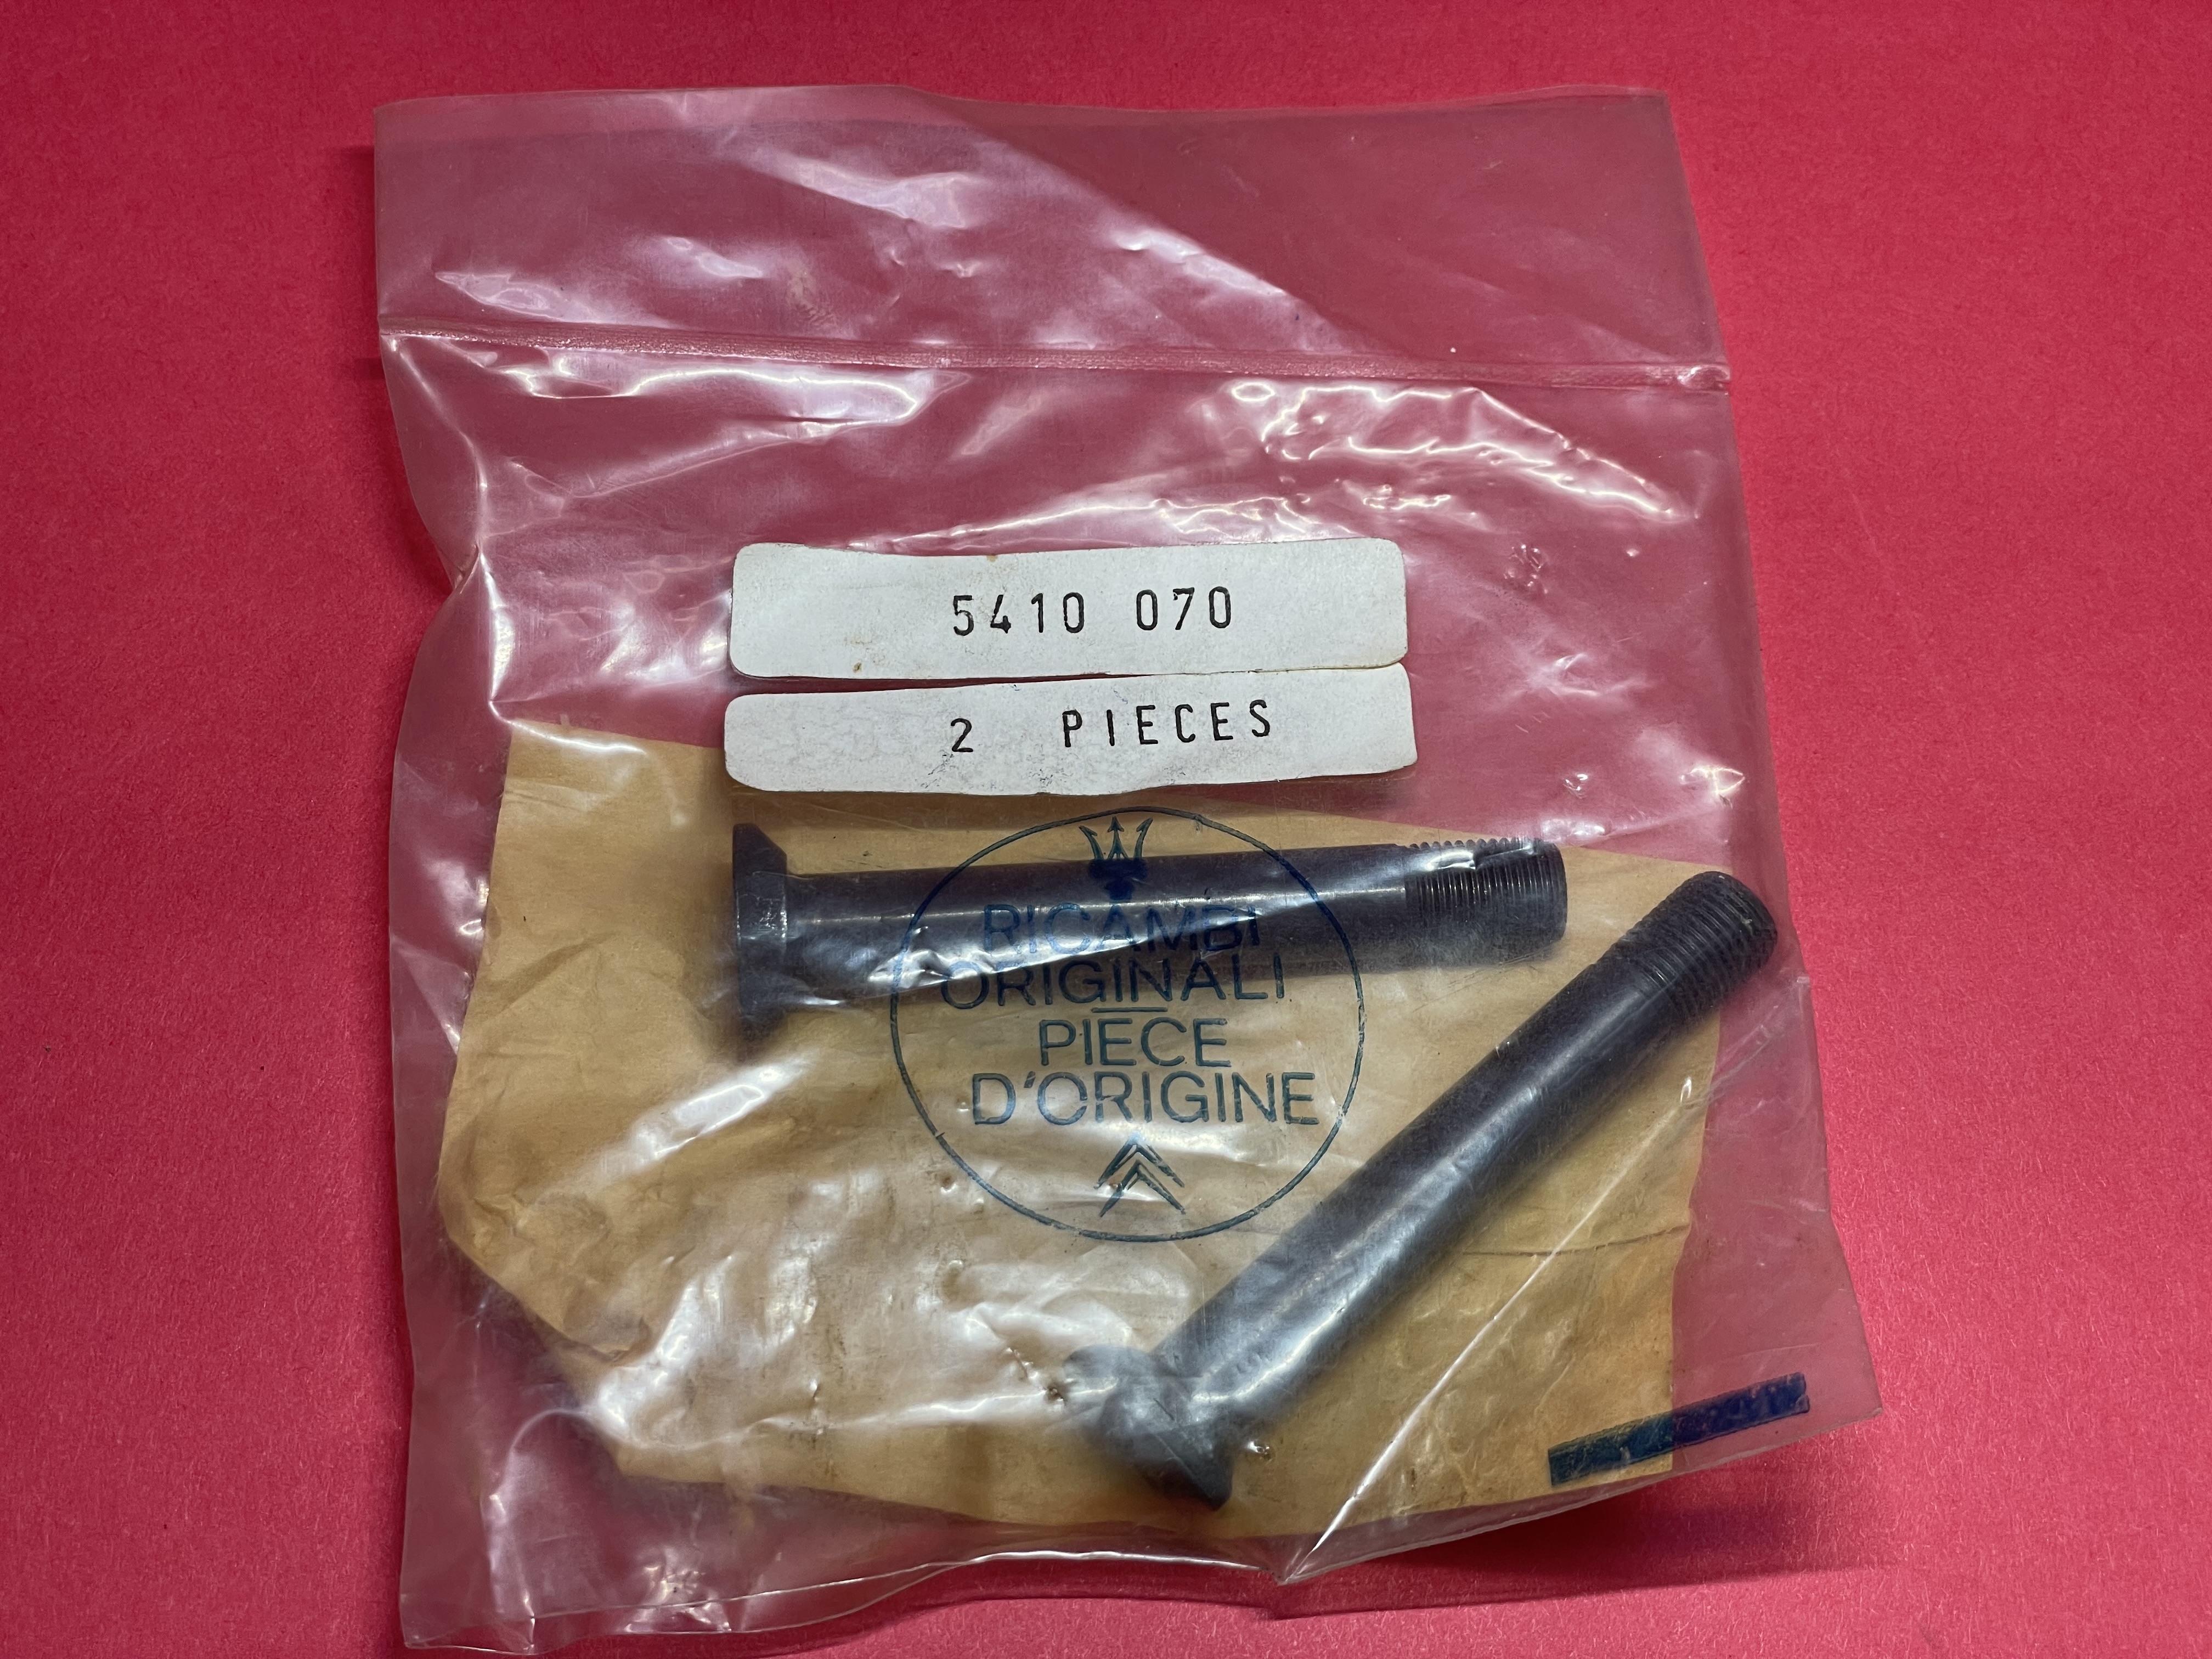 5410 070
2 PIECES
RICAMBI
ORIGINALI
PIECE
D'ORIGINE